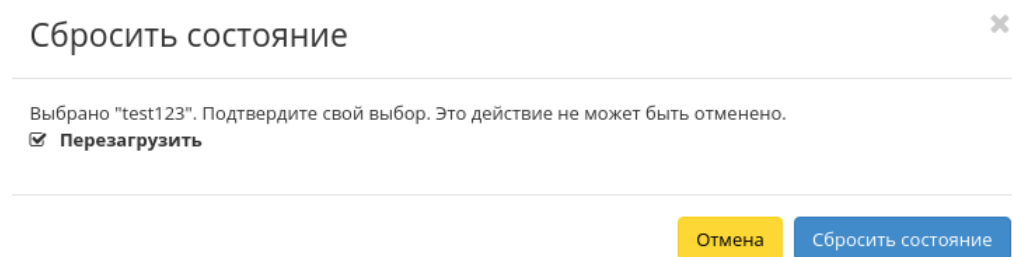 Сбросить состояние
Выбрано "test123". Подтвердите свой выбор. Это действие не может быть отменено.
Перезагрузить
Отмена
Сбросить состояние